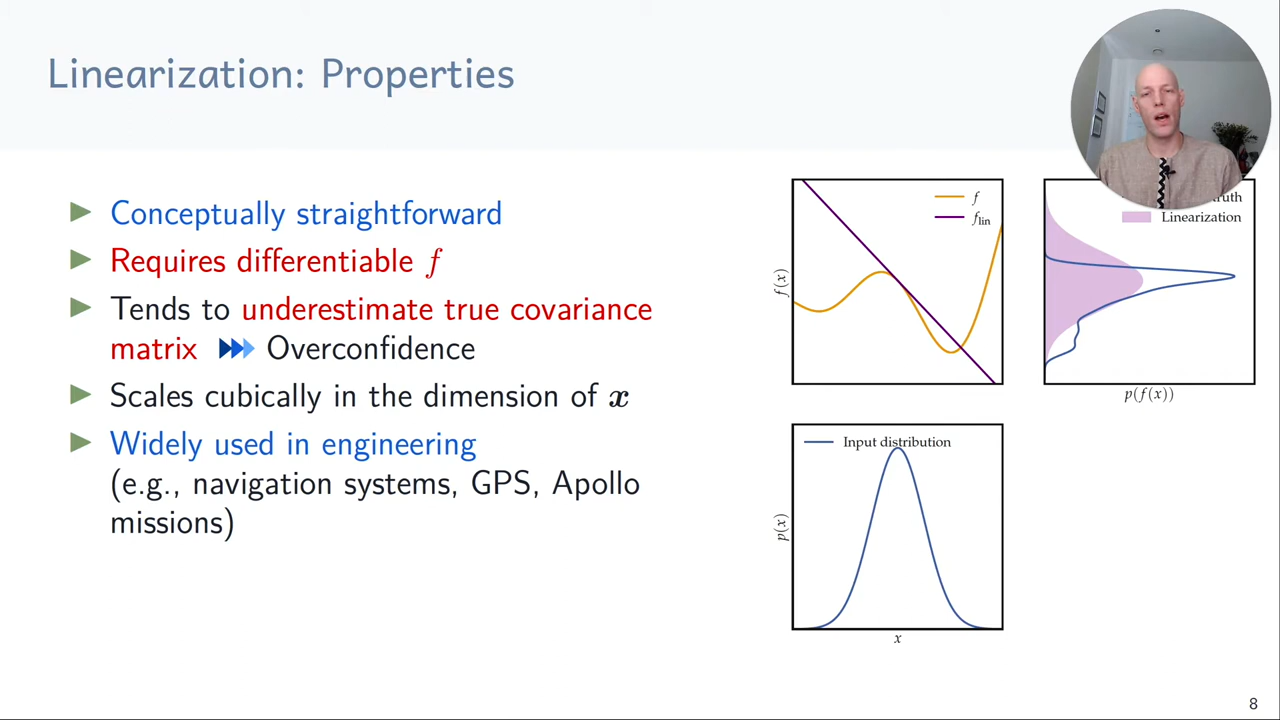 Linearization: Properties
Conceptually straightforward
Requires differentiable f
Tends to underestimate true covariance
matrix Overconfidence
Scales cubically in the dimension of x
Widely used in engineering
(e.g., navigation systems, GPS, Apollo
missions)
f
f_lin
f(x)
Linearization
p(f(x))
Input distribution
p(x)
x
8